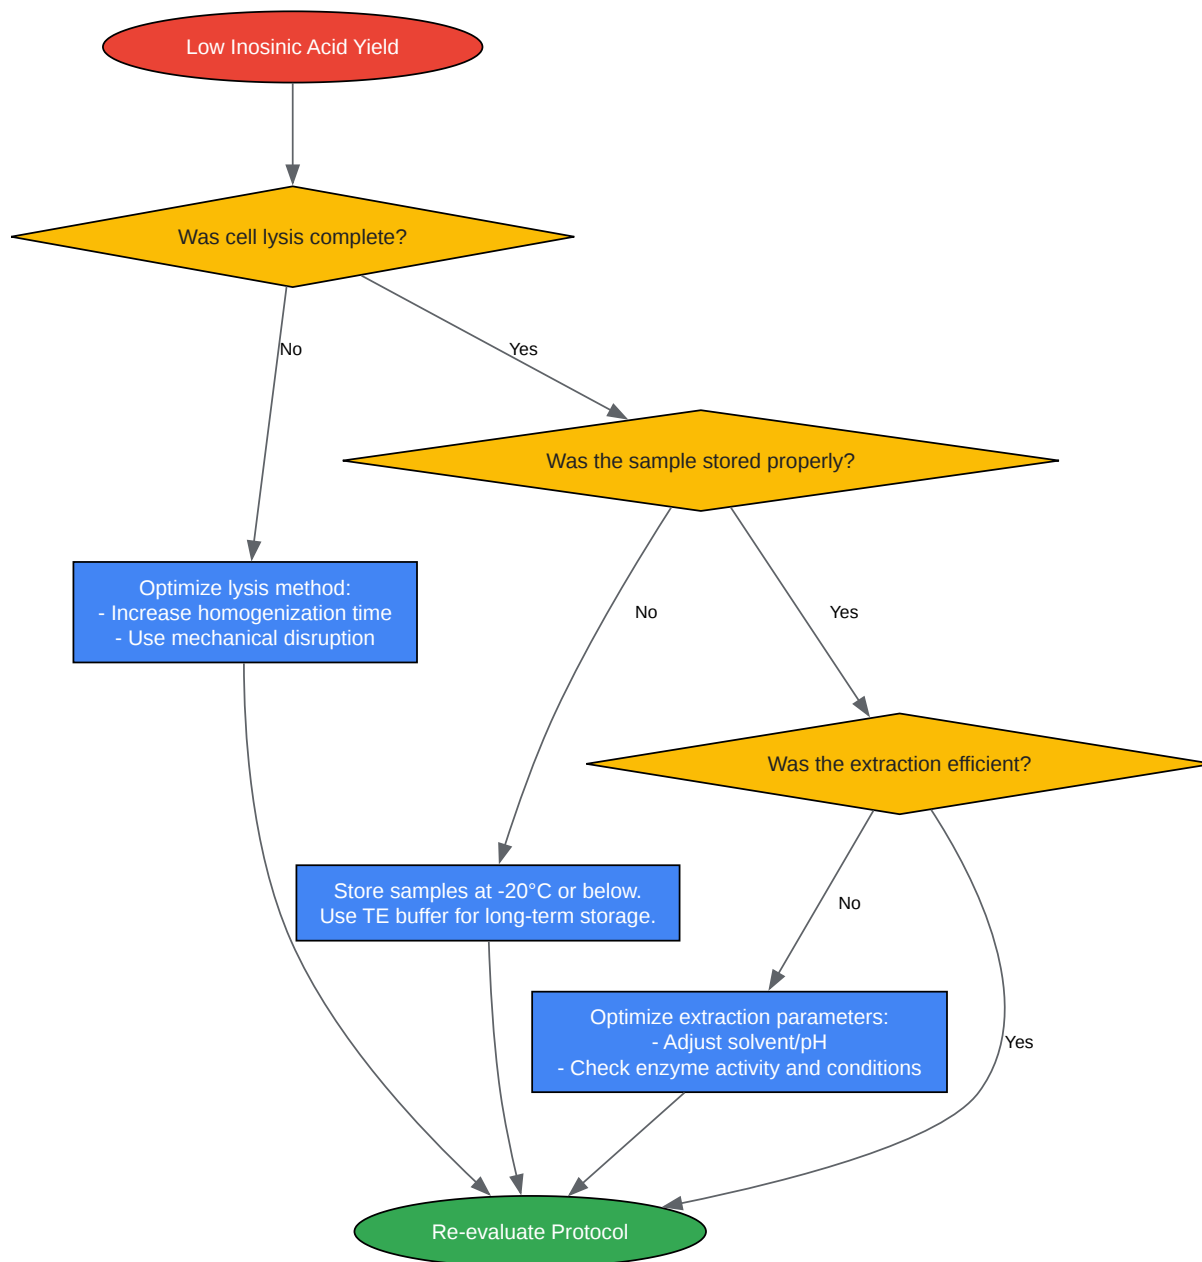 Low Inosinic Acid Yield
Was cell lysis complete?
No
Yes
Was the sample stored properly?
Optimize lysis method:
- Increase homogenization time
- Use mechanical disruption
No
Yes
Was the extraction efficient?
Store samples at -20°C or below.
Use TE buffer for long-term storage.
No
Optimize extraction parameters:
- Adjust solvent/pH
- Check enzyme activity and conditions
Yes
Re-evaluate Protocol